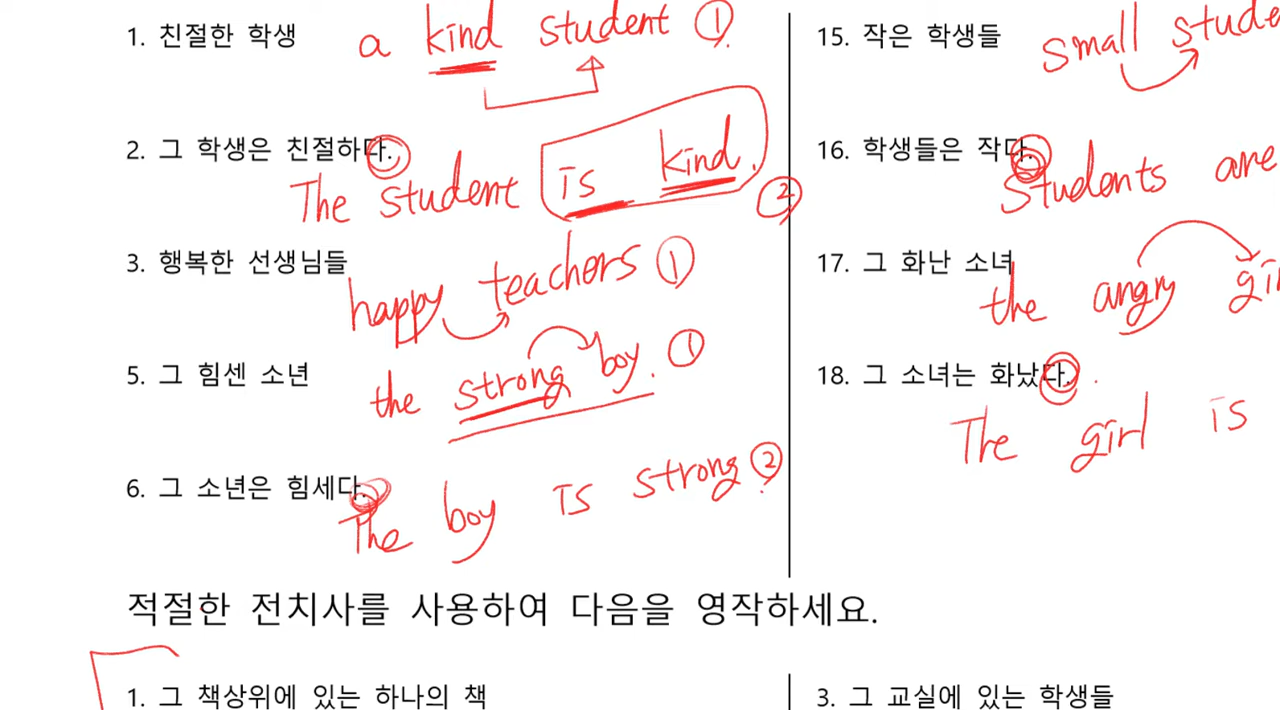 1. 친절한 학생 a kind student ①
2. 그 학생은 친절하다.
The student is kind. ②
3. 행복한 선생님들
happy teachers ①
5. 그 힘센 소년 the strong boy. ①
6. 그 소년은 힘세다.
The boy is strong ②
15. 작은 학생들 small
16. 학생들은 작다.
Students are
17. 그 화난 소녀
the angry
18. 그 소녀는 화났다.
The girl is
적절한 전치사를 사용하여 다음을 영작하세요.
1. 그 책상위에 있는 하나의 책
3. 그 교실에 있는 학생들